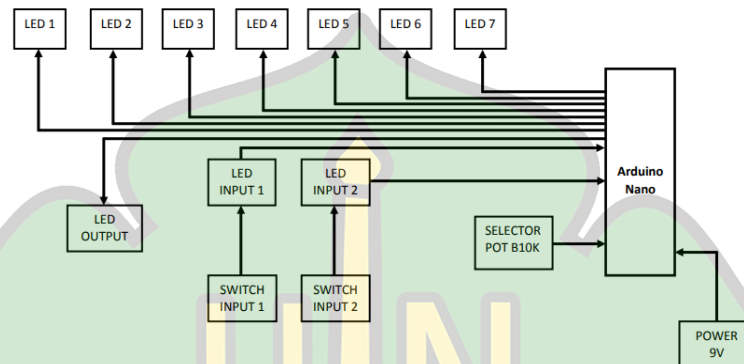 LED 1
LED 2
LED 3
LED 4
LED 5
LED 6
LED 7
Arduino
Nano
LED
INPUT 1
LED
INPUT 2
LED
OUTPUT
SELECTOR
POT B10K
SWITCH
INPUT 1
SWITCH
INPUT 2
POWER
9V
UIN